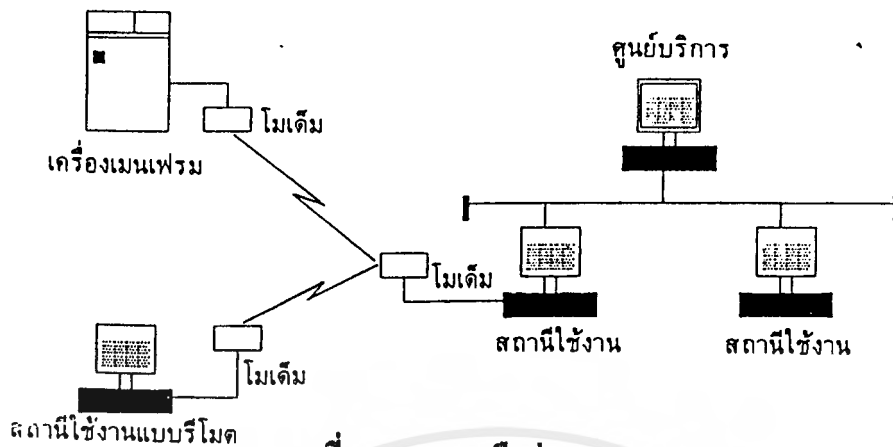 ศูนย์บริการ
โมเด็ม
เครื่องเมนเฟรม
โมเด็ม
สถานีใช้งาน
สถานีใช้งาน
โมเด็ม
สถานีใช้งานแบบรีโมต